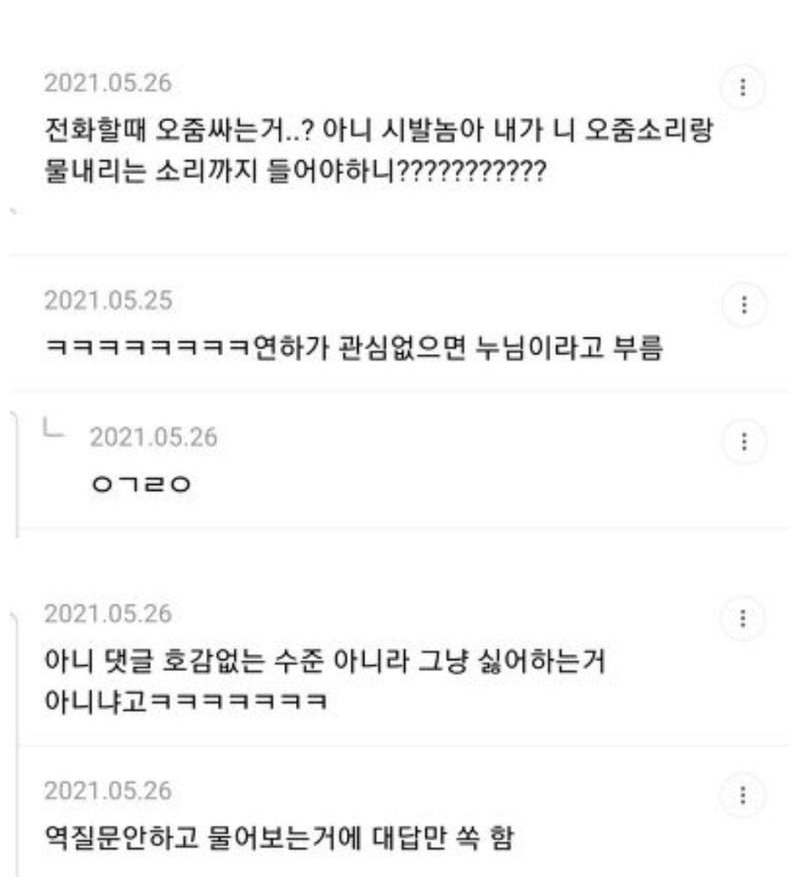 2021.05.26
전화할때 오줌싸는거..? 아니 시발놈아 내가 니 오줌소리랑
물내리는 소리까지 들어야하니???????????
2021.05.25
ㅋㅋㅋㅋㅋㅋㅋㅋ연하가 관심없으면 누님이라고 부름
2021.05.26
ㅇㄱㄹㅇ
2021.05.26
아니 댓글 호감없는 수준 아니라 그냥 싫어하는거
아니냐고ㅋㅋㅋㅋㅋㅋㅋ
2021.05.26
역질문안하고 물어보는거에 대답만 쏙 함